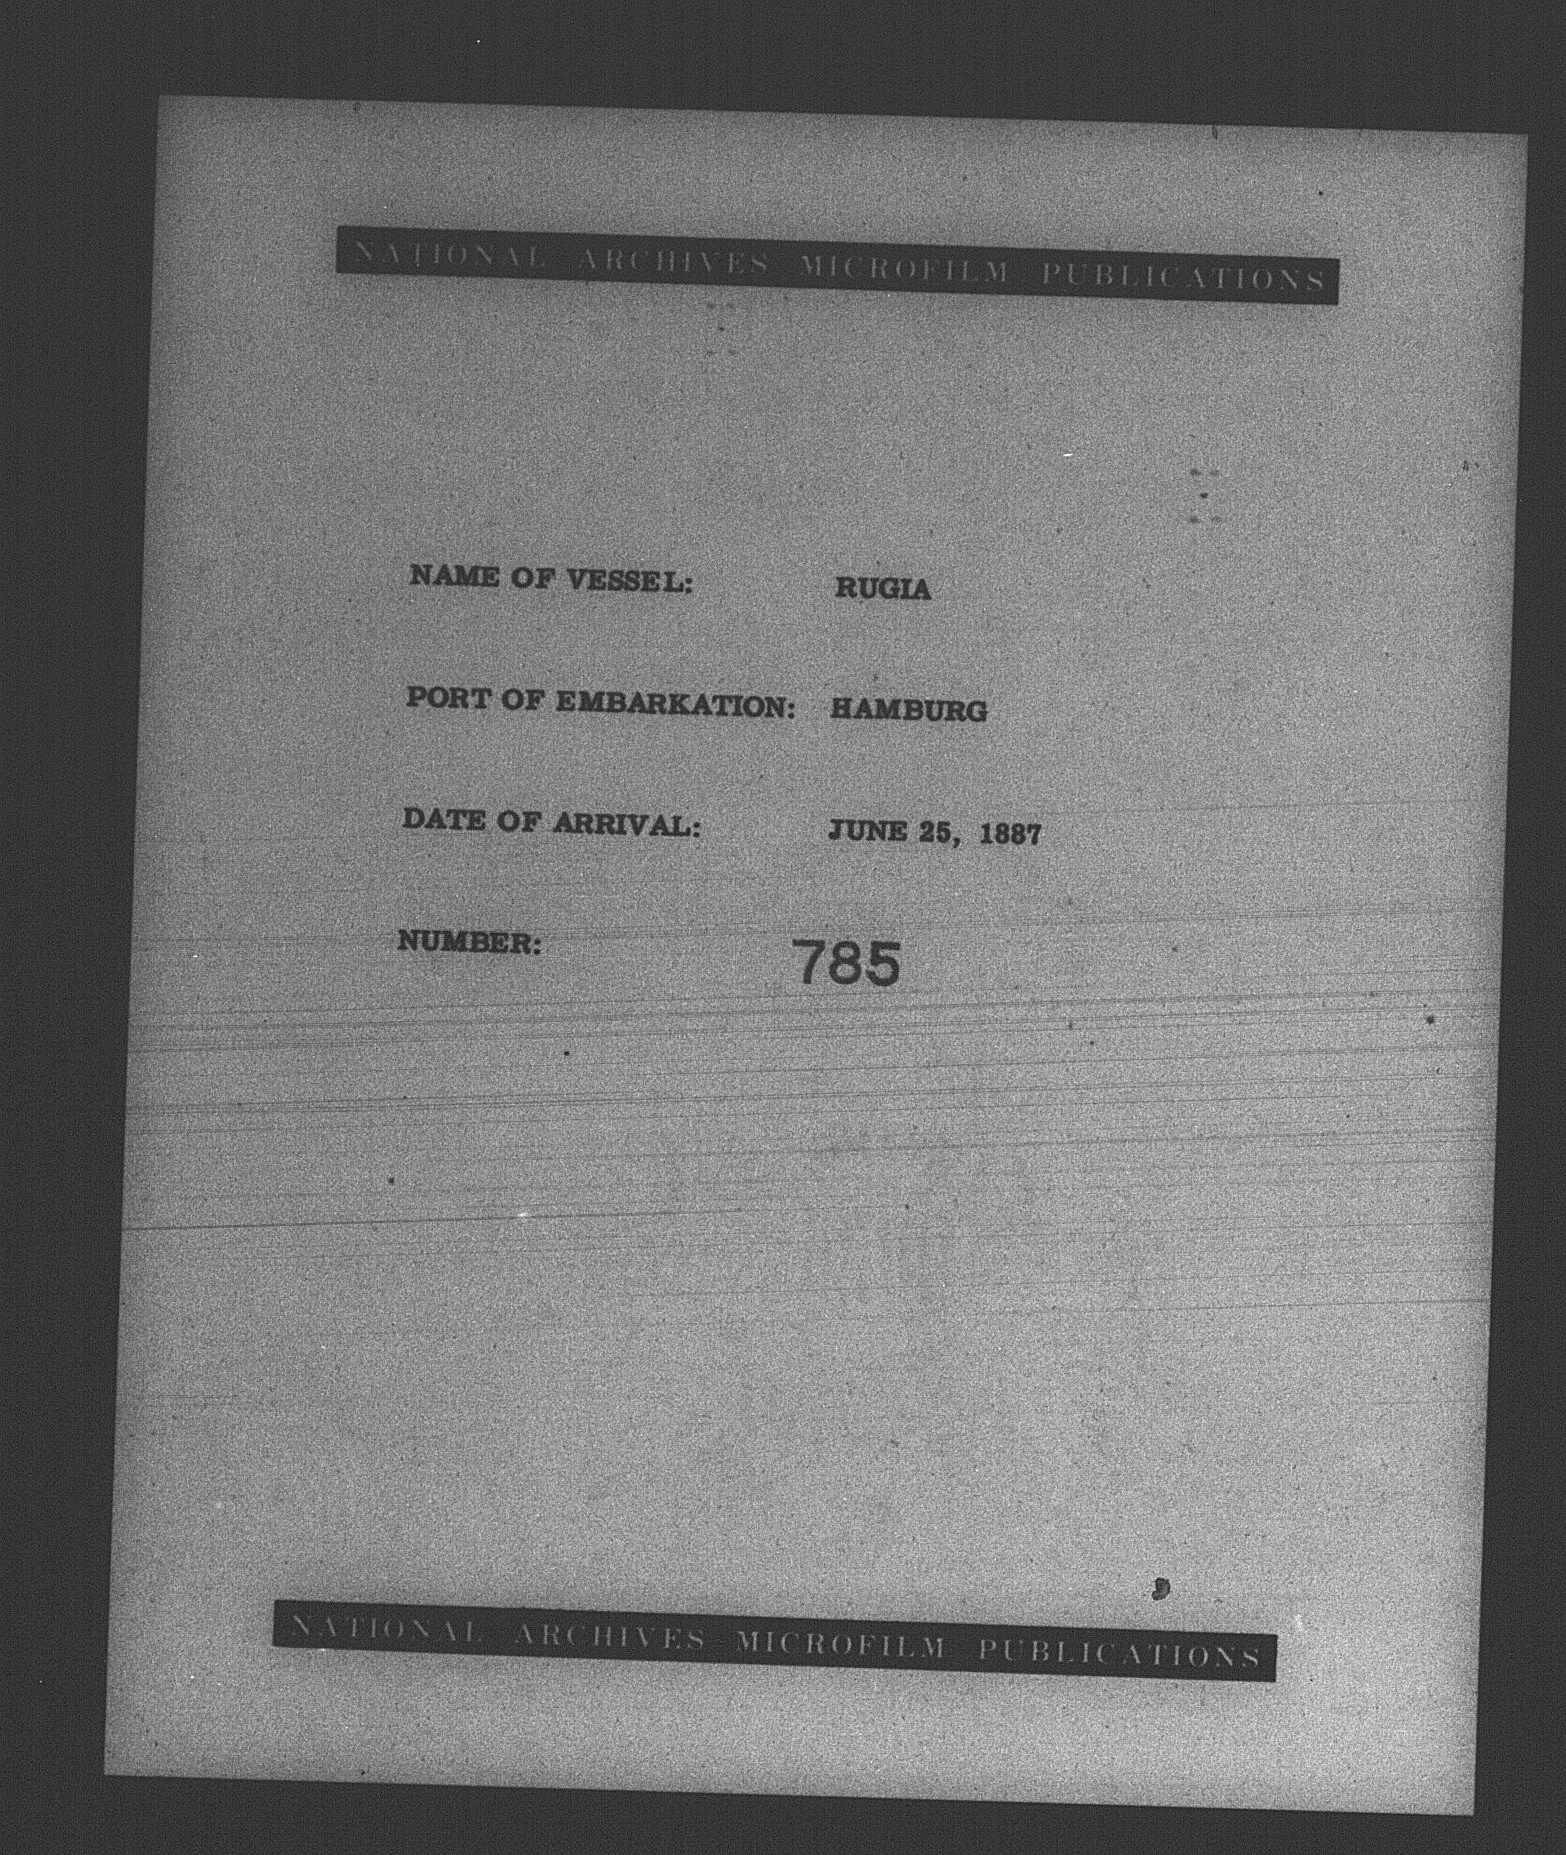 NATIONAL ARCHIVES MICROFILM PUBLICATIONS
NAME OF VESSEL: RUGIA
PORT OF EMBARKATION: HAMBURG
DATE OF ARRIVAL: JUNE 25, 1887
NUMBER: 785
NATIONAL ARCHIVES MICROFILM PUBLICATIONS